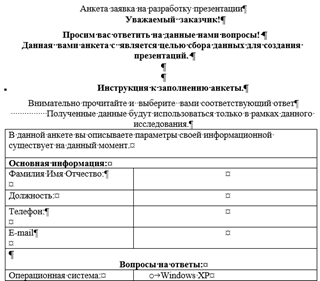 Анкета заявка на разработку презентации¶
Уважаемый заказчик!¶
Просим вас ответить на данные нами вопросы!¶
Данная вами анкета с является целью сбора данных для создания
презентаций.¶
¶
¶
Инструкция к заполнению анкеты.¶
Внимательно прочитайте и выберите вами соответствующий ответ¶
Полученные данные будут использоваться только в рамках данного
исследования.¶
В данной анкете вы описываете параметры своей информационной
существует на данный момент.¤
Основная информация:¤
Фамилия Имя Отчество:¶ ¤
¤
Должность:¤ ¤
Телефон:¶ ¤
¤
E-mail¶ ¤
¤
¶
Вопросы на ответы:¤
Операционная система:¤ o→Windows XP¤